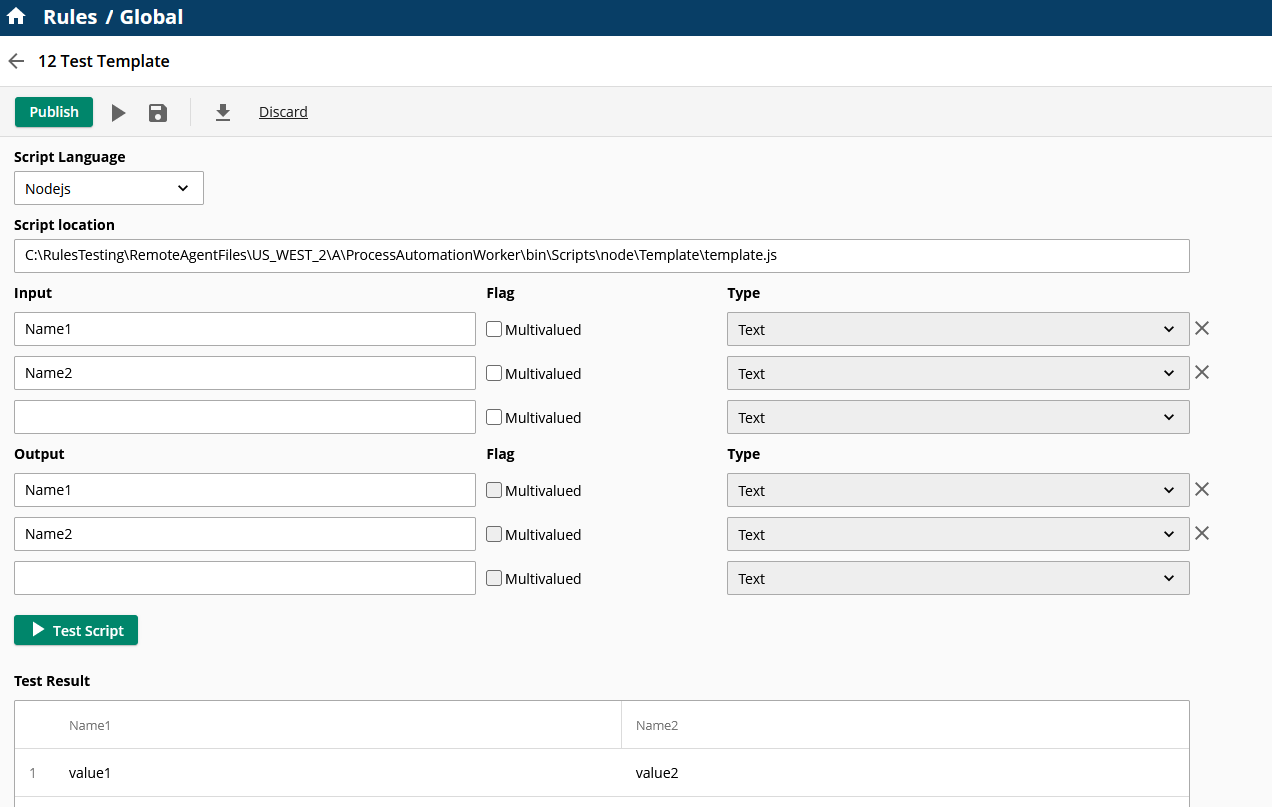 Rules / Global
12 Test Template
Publish Discard
Script Language
Nodejs
Script location
C:\RulesTesting\RemoteAgentFiles\US_WEST_2\A\ProcessAutomationWorker\bin\Scripts\node\Template\template.js
Input Flag Type
Name1 Multivalued Text
Name2 Multivalued Text
Multivalued Text
Output Flag Type
Name1 Multivalued Text
Name2 Multivalued Text
Multivalued Text
Test Script
Test Result
Name1 Name2
1 value1 value2